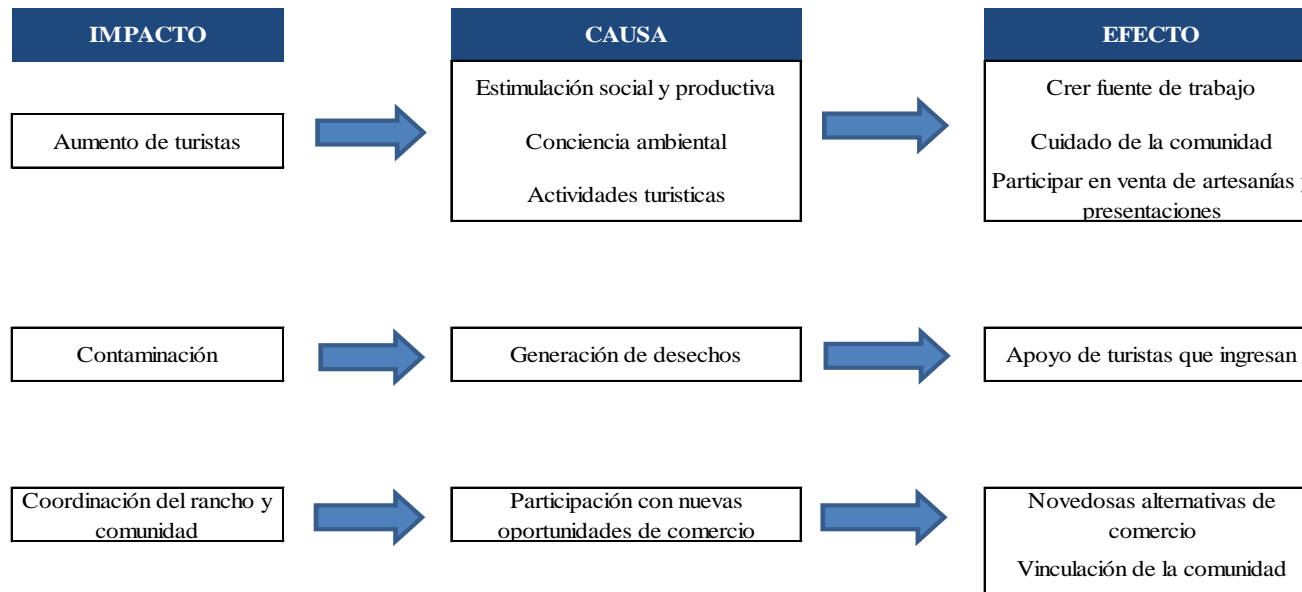 IMPACTO
CAUSA
EFECTO
Aumento de turistas
Estimulación social y productiva
Conciencia ambiental
Actividades turisticas
Crer fuente de trabajo
Cuidado de la comunidad
Participar en venta de artesanías
presentaciones
Contaminación
Generación de desechos
Apoyo de turistas que ingresan
Coordinación del rancho y
comunidad
Participación con nuevas
oportunidades de comercio
Novedosas alternativas de
comercio
Vinculación de la comunidad